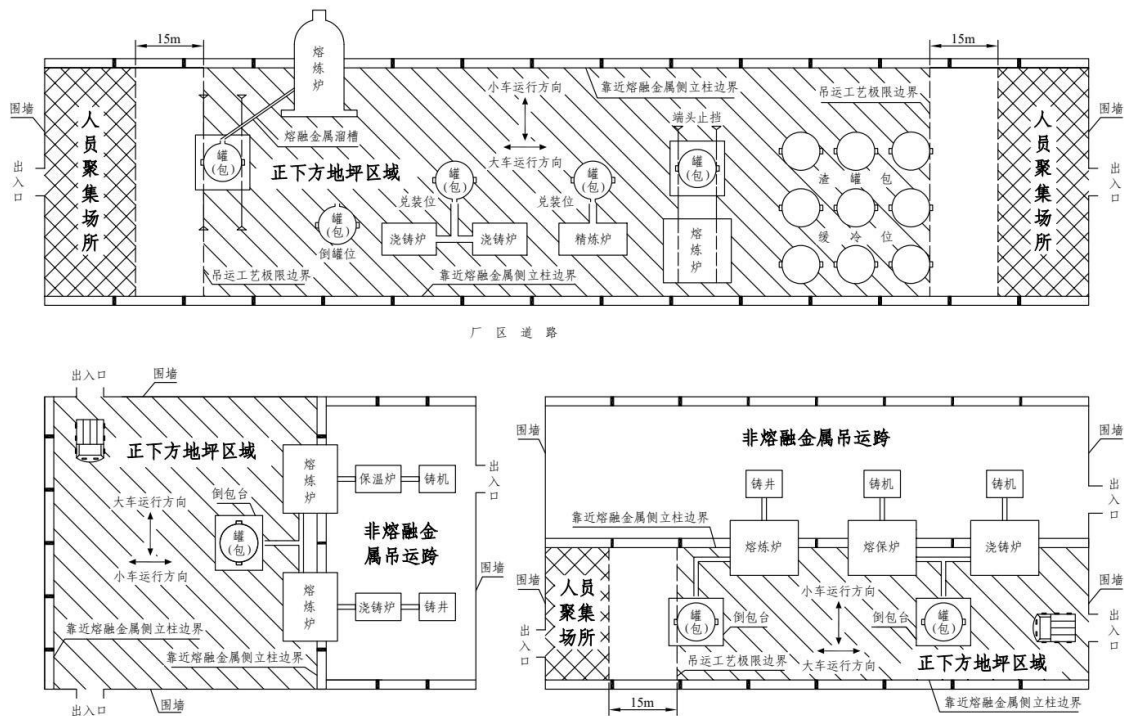 15m
15m
熔炼炉
围墙
围墙
小车运行方向
大车运行方向
靠近熔融金属侧立柱边界
吊运工艺极限边界
端头止挡
人员聚集场所
人员聚集场所
出入口
出入口
熔融金属溜槽
罐(包)
正下方地坪区域
罐(包)
罐(包)
罐(包)
渣罐包
兑装位
兑装位
罐(包)
倒罐位
浇铸炉
浇铸炉
精炼炉
熔炼炉
缓冷位
吊运工艺极限边界
靠近熔融金属侧立柱边界
厂区道路
出入口
围墙
正下方地坪区域
熔炼炉
保温炉
铸机
出入口
大车运行方向
小车运行方向
倒包台
罐(包)
非熔融金
属吊运跨
熔炼炉
浇铸炉
铸井
围墙
靠近熔融金属侧立柱边界
靠近熔融金属侧立柱边界
出入口
围墙
围墙
非熔融金属吊运跨
围墙
出入口
铸井
铸机
铸机
靠近熔融金属侧立柱边界
熔炼炉
熔保炉
浇铸炉
围墙
人员
聚集
场所
围墙
小车运行方向
大车运行方向
罐(包)
倒包台
倒包台
罐(包)
出入口
出入口
吊运工艺极限边界
正下方地坪区域
靠近熔融金属侧立柱边界
15m